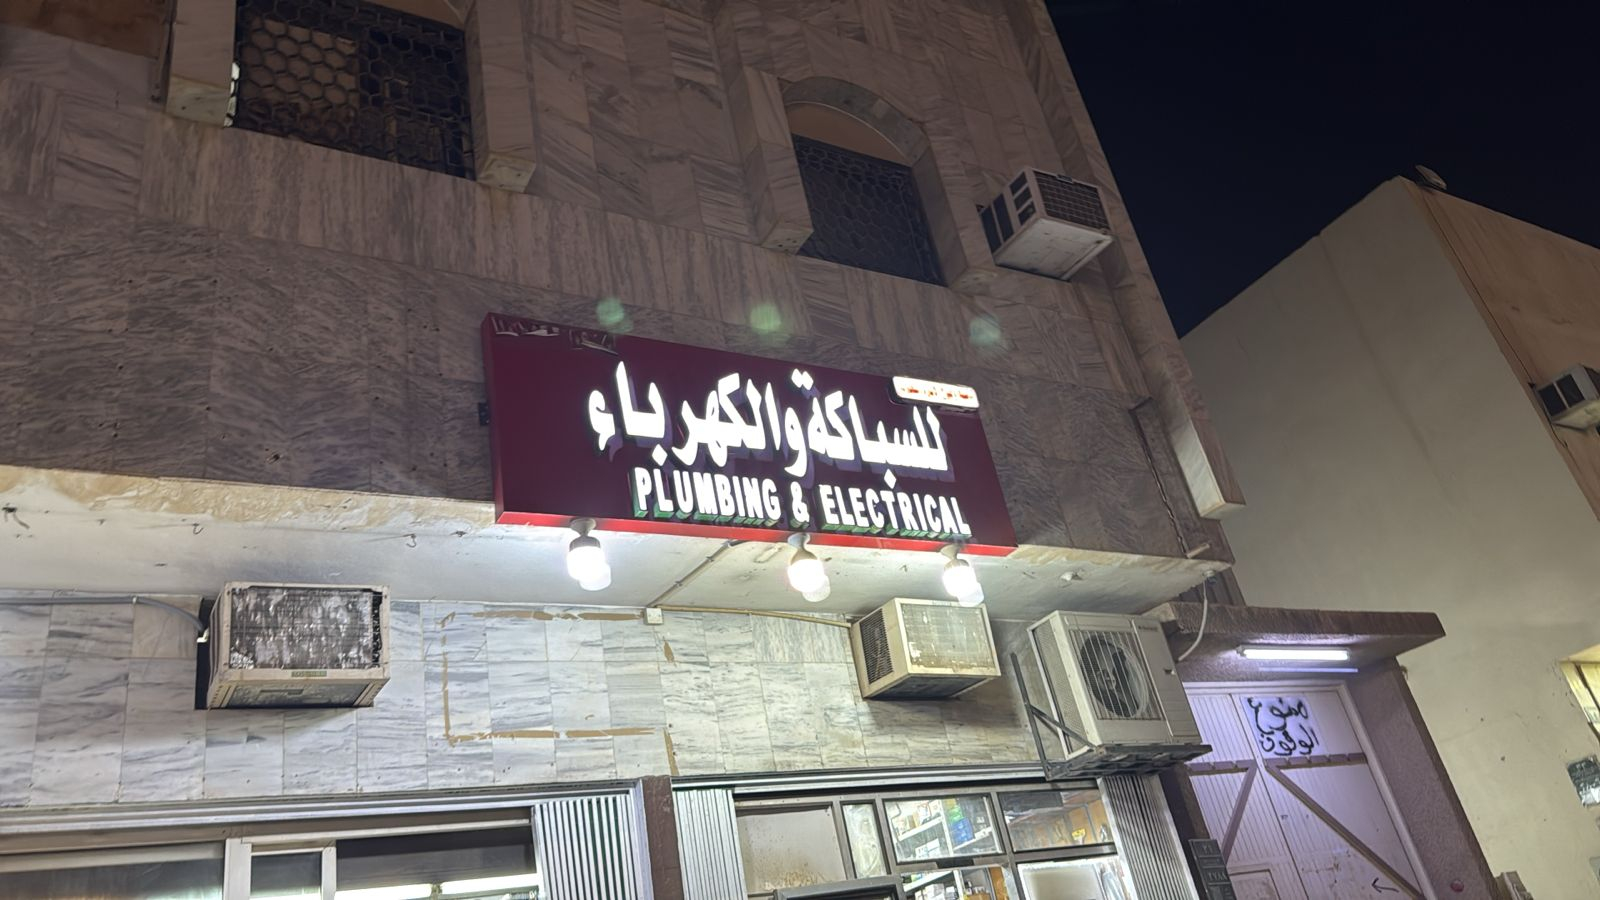 للسباكة والكهرباء
PLUMBING & ELECTRICAL
ممنوع
الوقوف